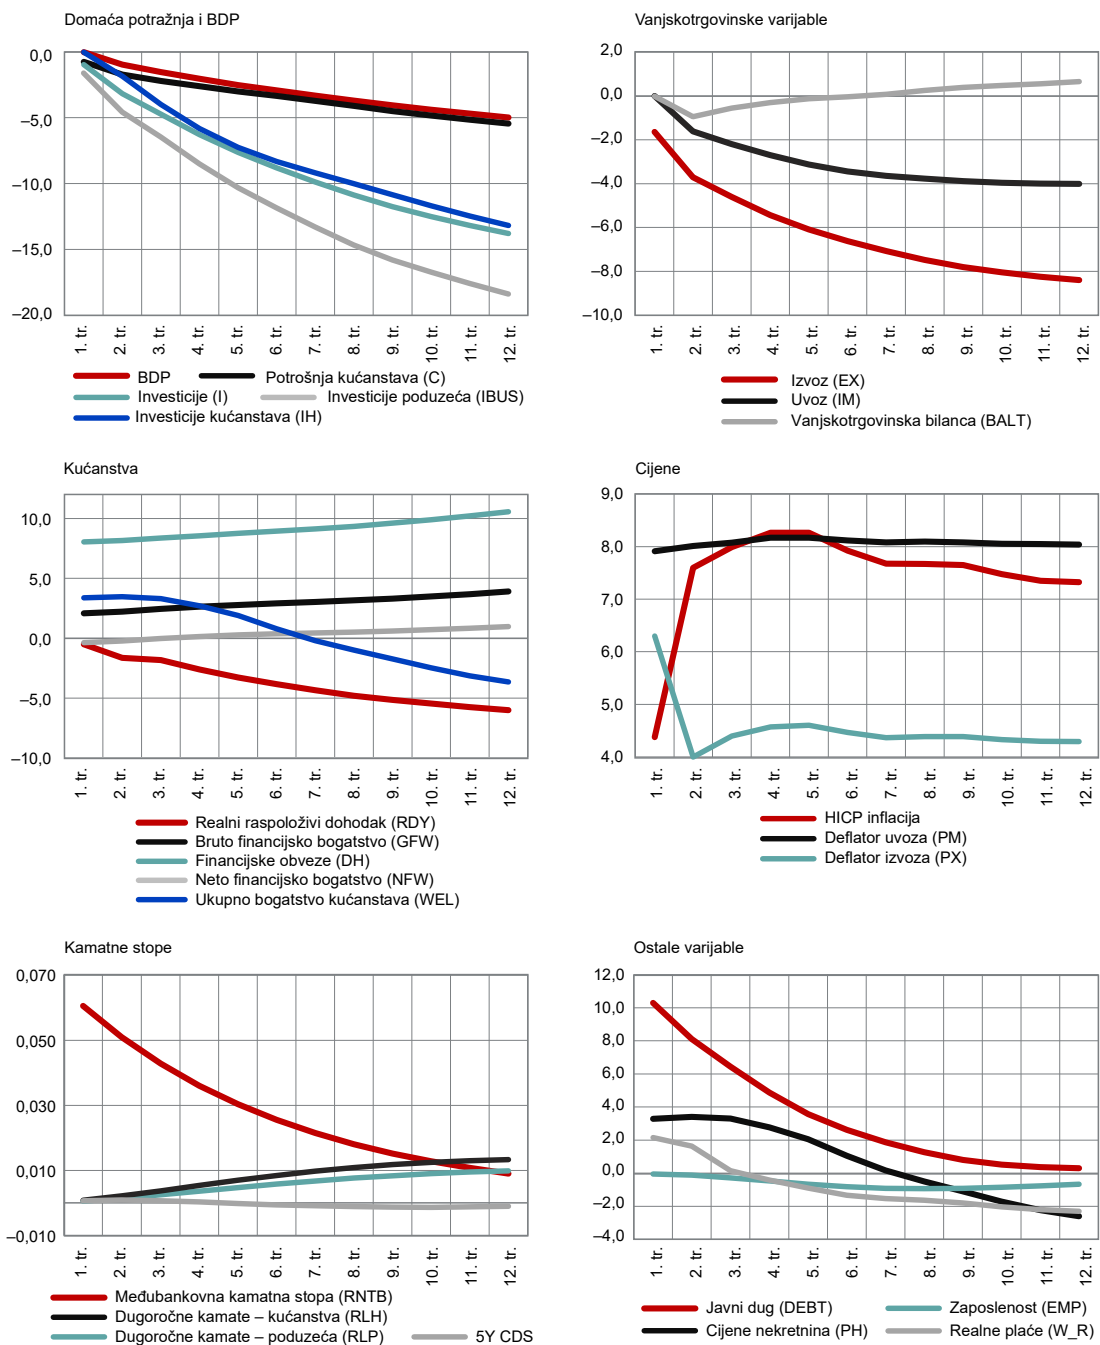 Domaća potražnja i BDP
0,0
–5,0
–10,0
–15,0
–20,0
1. tr.
2. tr.
3. tr.
4. tr.
5. tr.
6. tr.
7. tr.
8. tr.
9. tr.
10. tr.
11. tr.
12. tr.
BDP
Potrošnja kućanstava (C)
Investicije (I)
Investicije poduzeća (IBUS)
Investicije kućanstava (IH)
Vanjskotrgovinske varijable
2,0
0,0
–2,0
–4,0
–6,0
–8,0
–10,0
1. tr.
2. tr.
3. tr.
4. tr.
5. tr.
6. tr.
7. tr.
8. tr.
9. tr.
10. tr.
11. tr.
12. tr.
Izvoz (EX)
Uvoz (IM)
Vanjskotrgovinska bilanca (BALT)
Kućanstva
10,0
5,0
0,0
–5,0
–10,0
1. tr.
2. tr.
3. tr.
4. tr.
5. tr.
6. tr.
7. tr.
8. tr.
9. tr.
10. tr.
11. tr.
12. tr.
Realni raspoloživi dohodak (RDY)
Bruto financijsko bogatstvo (GFW)
Financijske obveze (DH)
Neto financijsko bogatstvo (NFW)
Ukupno bogatstvo kućanstava (WEL)
Cijene
9,0
8,0
7,0
6,0
5,0
4,0
1. tr.
2. tr.
3. tr.
4. tr.
5. tr.
6. tr.
7. tr.
8. tr.
9. tr.
10. tr.
11. tr.
12. tr.
HICP inflacija
Deflator uvoza (PM)
Deflator izvoza (PX)
Kamatne stope
0,070
0,050
0,030
0,010
–0,010
1. tr.
2. tr.
3. tr.
4. tr.
5. tr.
6. tr.
7. tr.
8. tr.
9. tr.
10. tr.
11. tr.
12. tr.
Međubankovna kamatna stopa (RNTB)
Dugoročne kamate – kućanstva (RLH)
Dugoročne kamate – poduzeća (RLP)
5Y CDS
Ostale varijable
12,0
10,0
8,0
6,0
4,0
2,0
0,0
–2,0
–4,0
1. tr.
2. tr.
3. tr.
4. tr.
5. tr.
6. tr.
7. tr.
8. tr.
9. tr.
10. tr.
11. tr.
12. tr.
Javni dug (DEBT)
Zaposlenost (EMP)
Cijene nekretnina (PH)
Realne plaće (W_R)